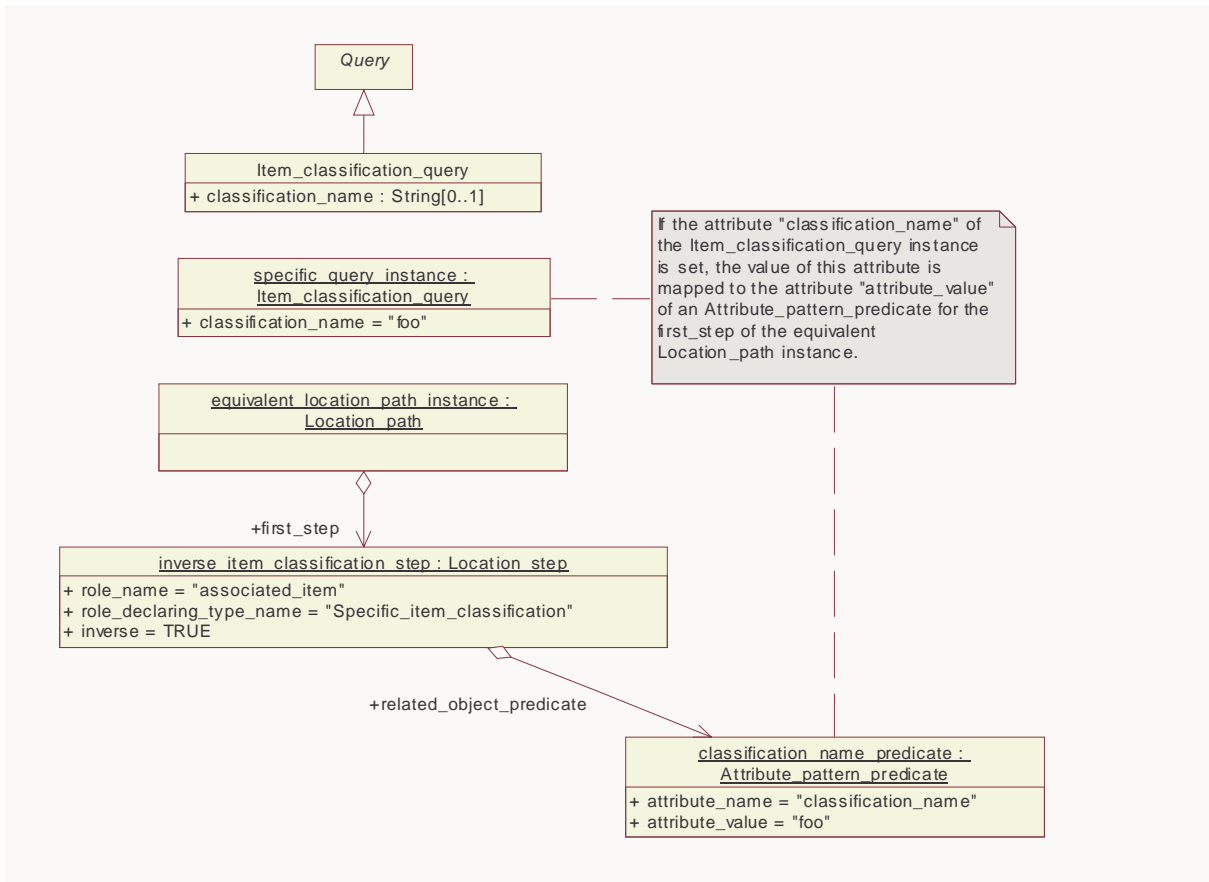 Query
Item_classification_query
+ classification_name : String[0..1]
If the attribute "classification_name" of
the Item_classification_query instance
is set, the value of this attribute is
mapped to the attribute "attribute_value"
of an Attribute_pattern_predicate for the
first_step of the equivalent
Location_path instance.
specific_query_instance :
Item_classification_query
+ classification_name = "foo"
equivalent_location_path_instance :
Location_path
+first_step
inverse_item_classification_step : Location_step
+ role_name = "associated_item"
+ role_declaring_type_name = "Specific_item_classification"
+ inverse = TRUE
+related_object_predicate
classification_name_predicate :
Attribute_pattern_predicate
+ attribute_name = "classification_name"
+ attribute_value = "foo"